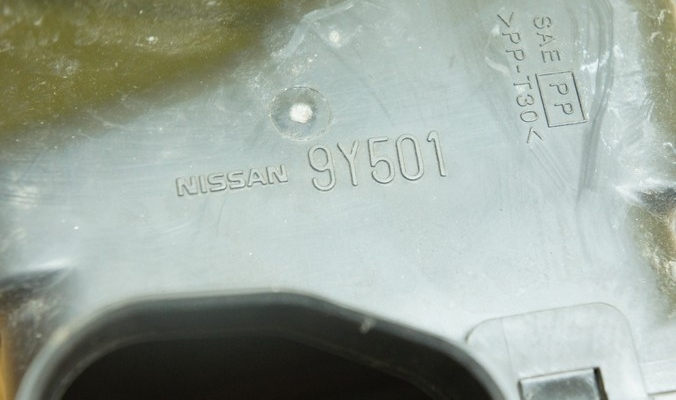 NISSAN 9Y501
SAE PP
>PP-T30<